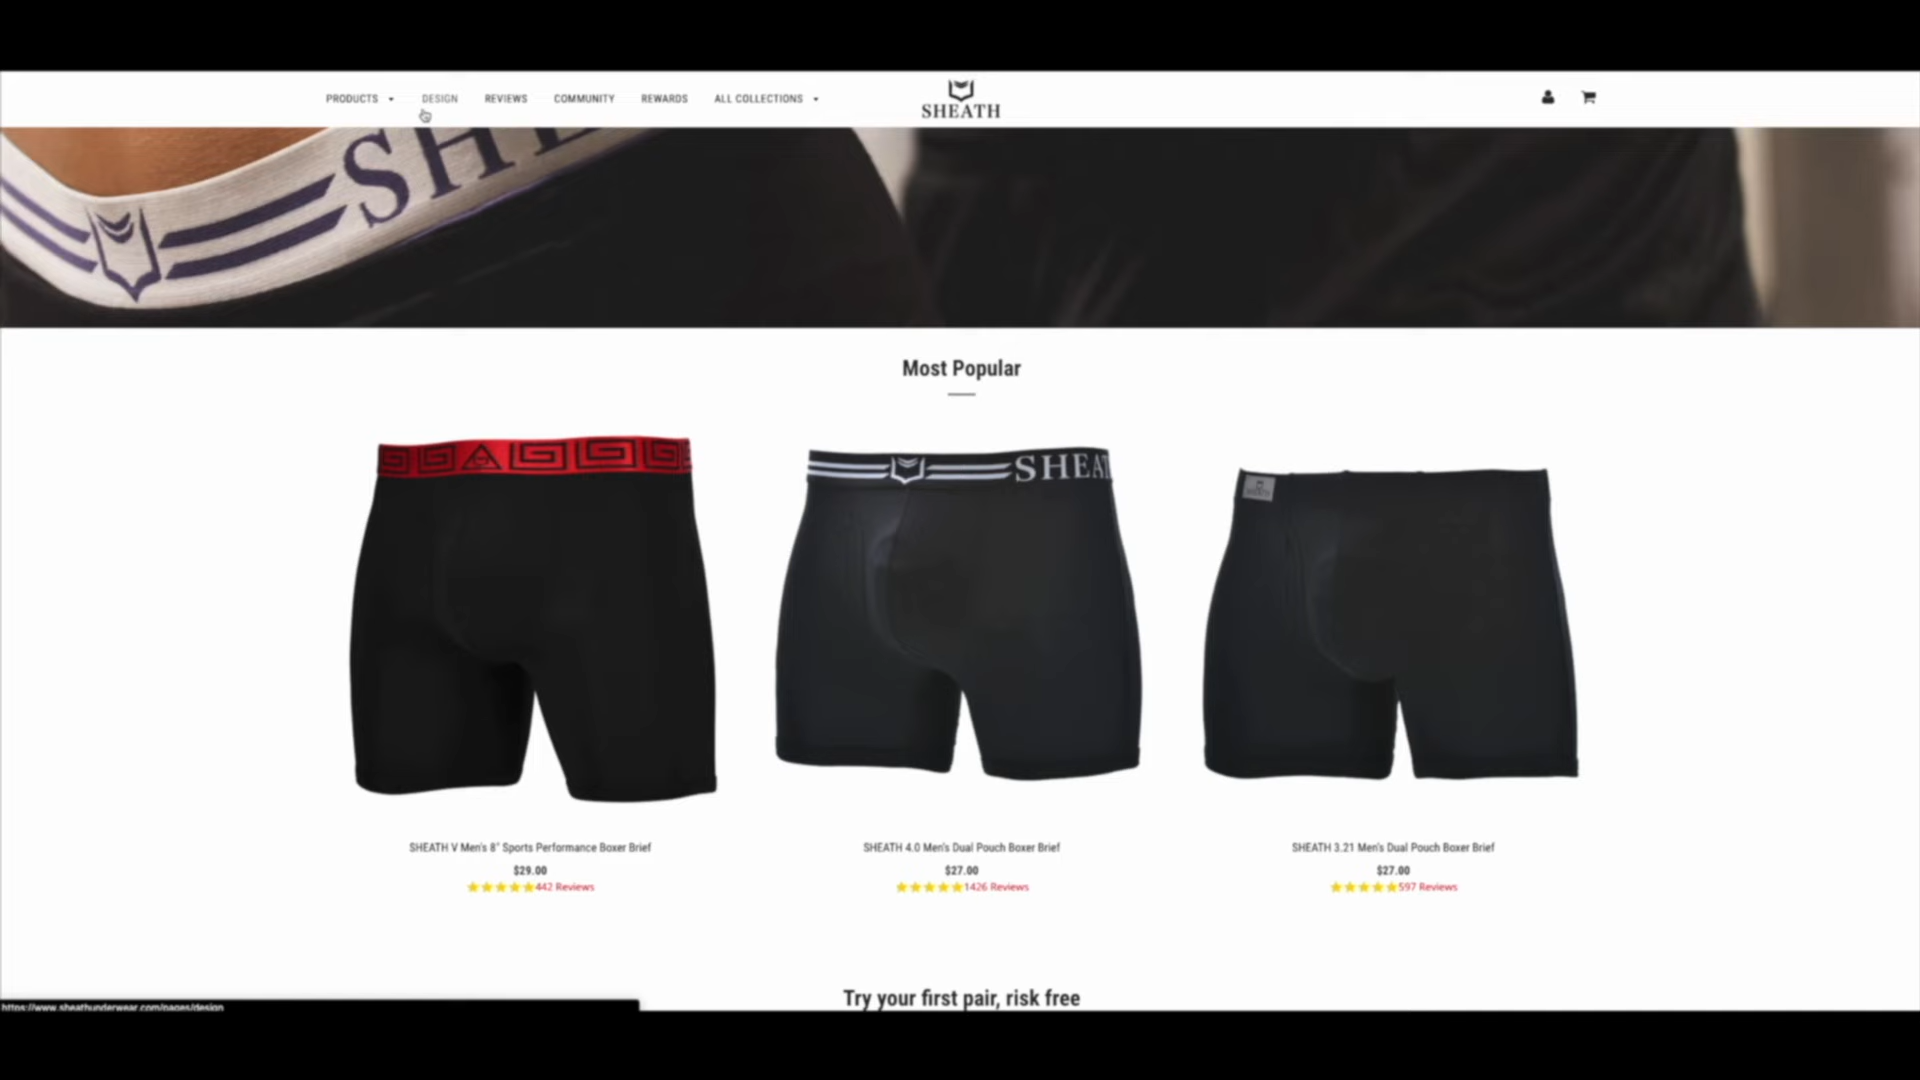 PRODUCTS DESIGN REVIEWS COMMUNITY REWARDS ALL COLLECTIONS
SHEATH
SHE
Most Popular
SHEAT
SHEATH
SHEATH V Men's 8" Sports Performance Boxer Brief
$29.00
442 Reviews
SHEATH 4.0 Men's Dual Pouch Boxer Brief
$27.00
1426 Reviews
SHEATH 3.21 Men's Dual Pouch Boxer Brief
$27.00
597 Reviews
Try your first pair, risk free
https://www.sheathunderwear.com/pages/design